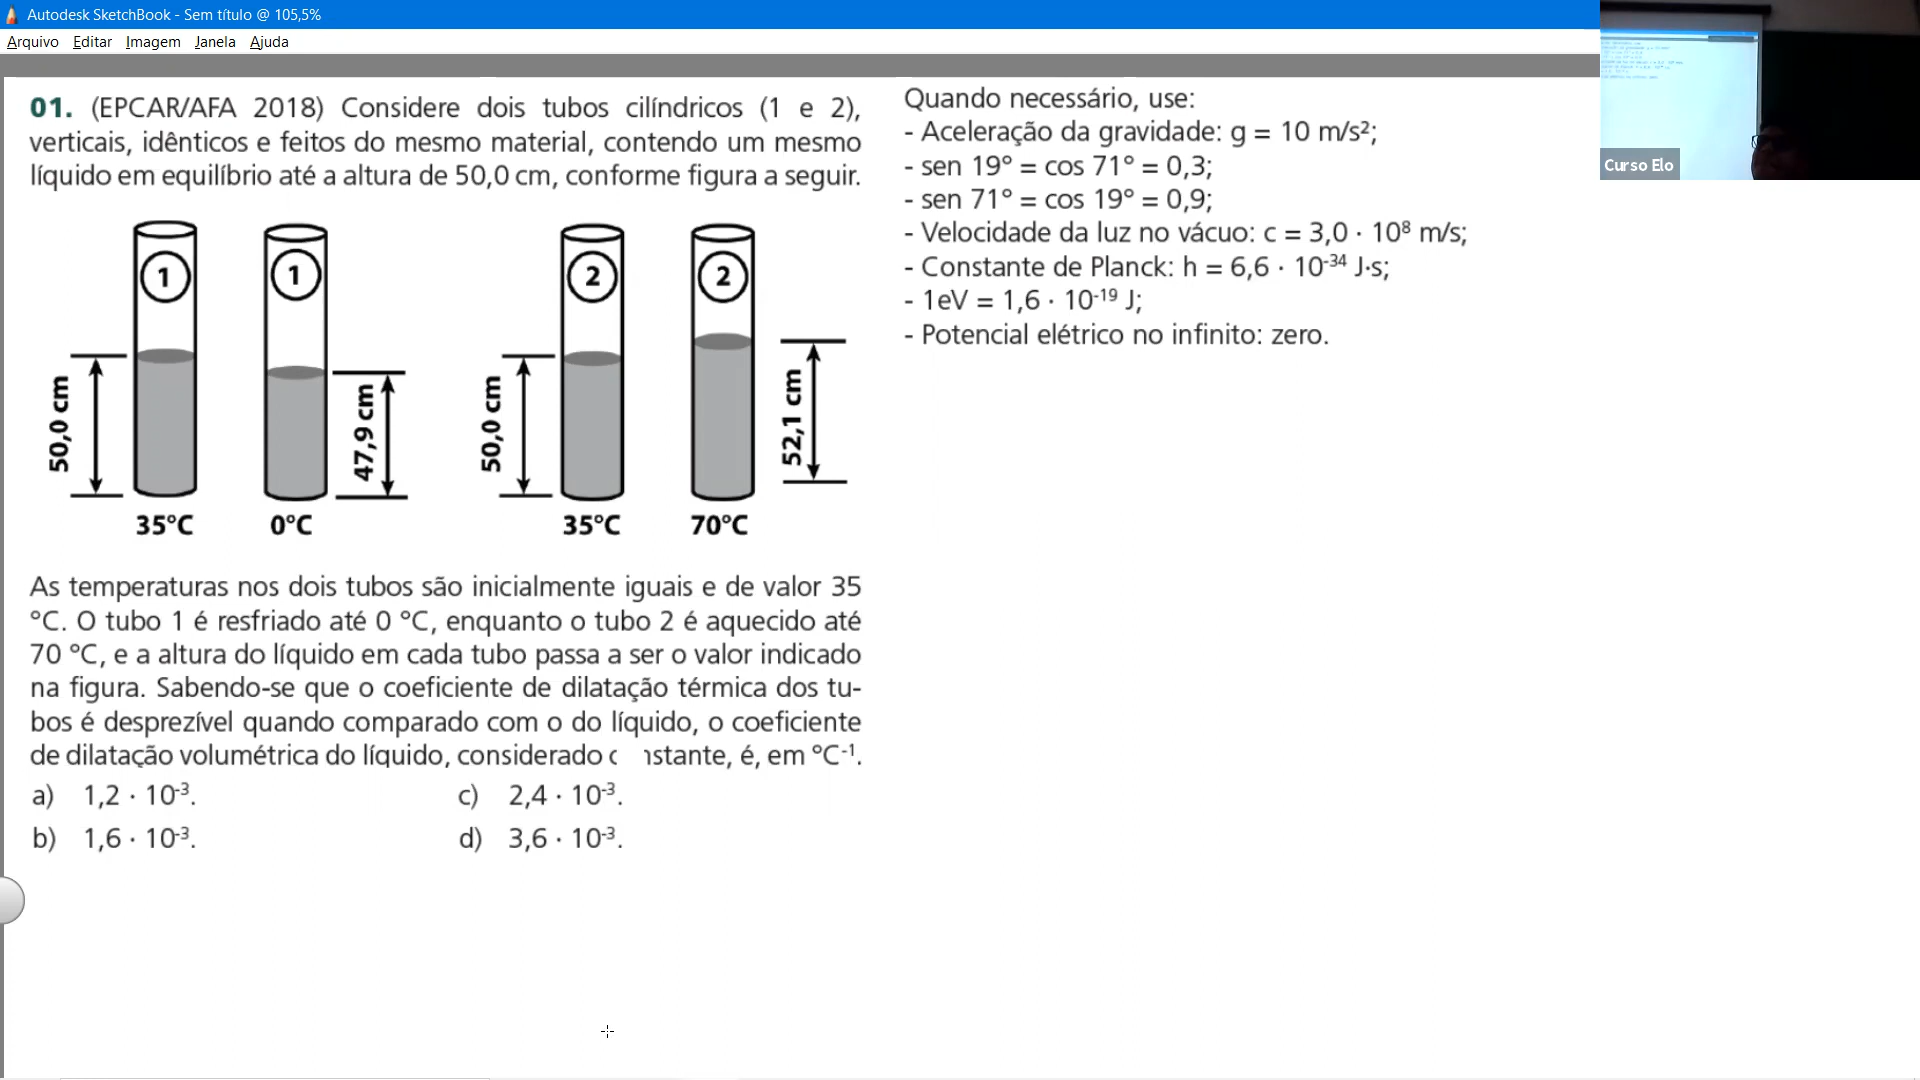 Autodesk SketchBook - Sem título @ 105,5%
Arquivo Editar Imagem Janela Ajuda
01. (EPCAR/AFA 2018) Considere dois tubos cilíndricos (1 e 2),
verticais, idênticos e feitos do mesmo material, contendo um mesmo
líquido em equilíbrio até a altura de 50,0 cm, conforme figura a seguir.
1
1
2
2
50,0 cm
47,9 cm
50,0 cm
52,1 cm
35°C
0°C
35°C
70°C
As temperaturas nos dois tubos são inicialmente iguais e de valor 35
°C. O tubo 1 é resfriado até 0 °C, enquanto o tubo 2 é aquecido até
70 °C, e a altura do líquido em cada tubo passa a ser o valor indicado
na figura. Sabendo-se que o coeficiente de dilatação térmica dos tu-
bos é desprezível quando comparado com o do líquido, o coeficiente
de dilatação volumétrica do líquido, considerado c nstante, é, em °C⁻¹.
a) 1,2 · 10⁻³.
b) 1,6 · 10⁻³.
c) 2,4 · 10⁻³.
d) 3,6 · 10⁻³.
Quando necessário, use:
- Aceleração da gravidade: g = 10 m/s²;
- sen 19° = cos 71° = 0,3;
- sen 71° = cos 19° = 0,9;
- Velocidade da luz no vácuo: c = 3,0 · 10⁸ m/s;
- Constante de Planck: h = 6,6 · 10⁻³⁴ J·s;
- 1eV = 1,6 · 10⁻¹⁹ J;
- Potencial elétrico no infinito: zero.
Curso Elo